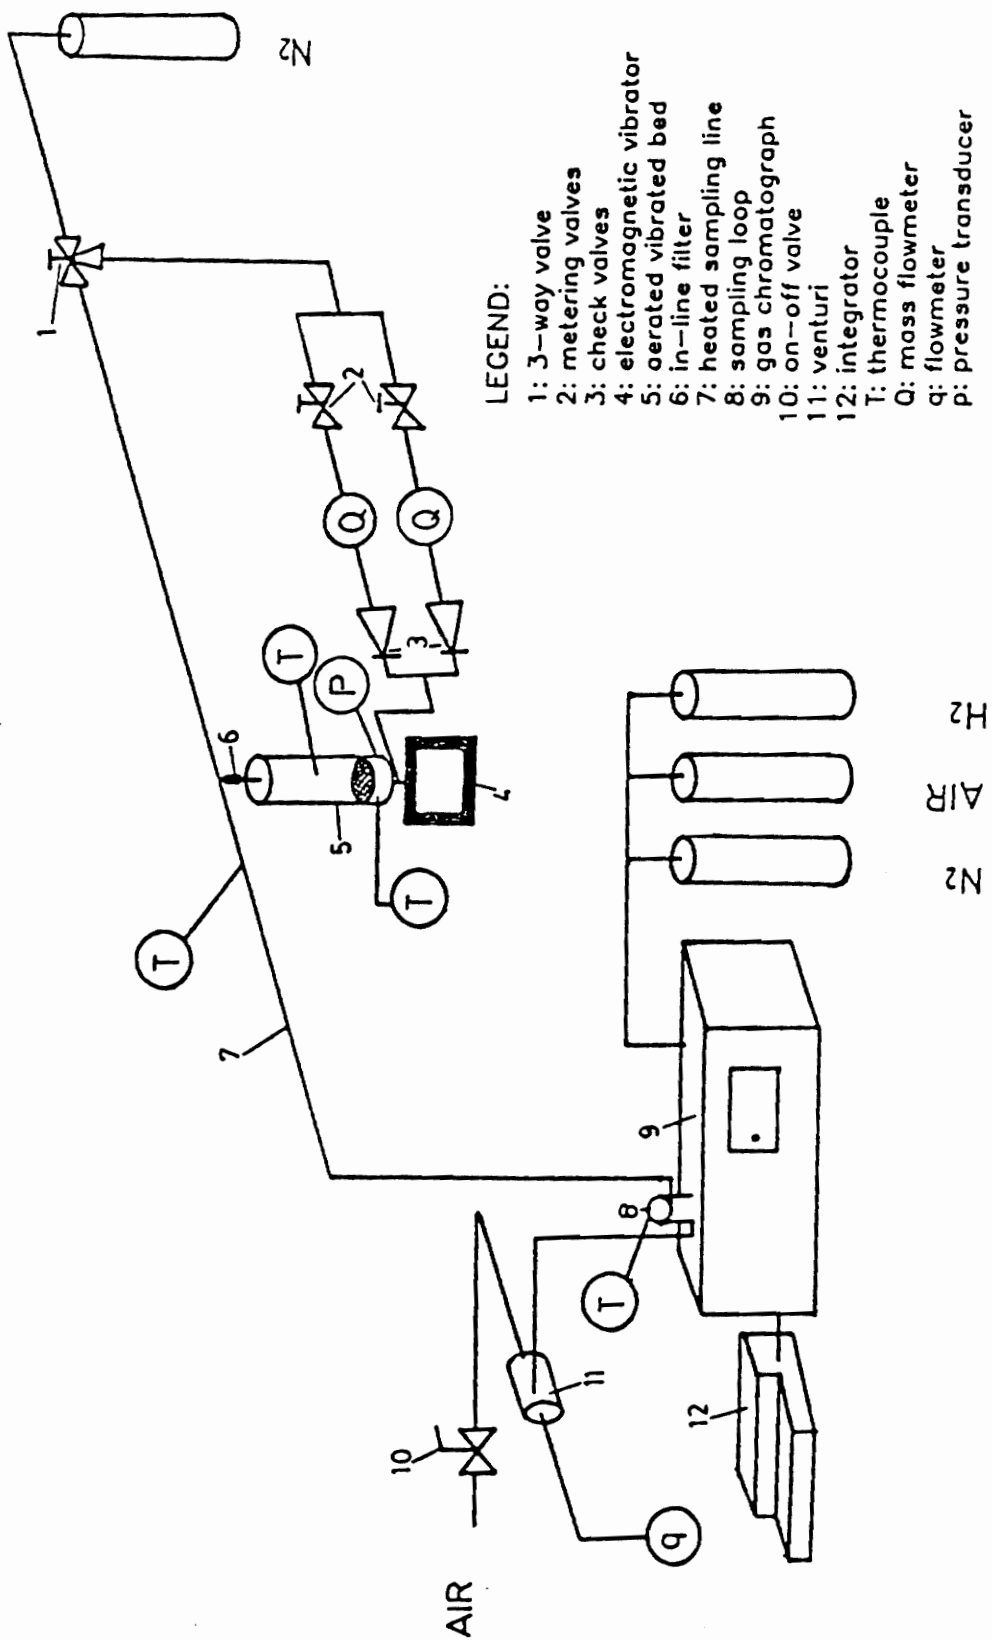 N2
1
2
Q
Q
3
T
P
6
5
4
T
T
7
H2
AIR
N2
9
8
T
10
11
12
q
AIR
LEGEND:
1: 3-way valve
2: metering valves
3: check valves
4: electromagnetic vibrator
5: aerated vibrated bed
6: in-line filter
7: heated sampling line
8: sampling loop
9: gas chromatograph
10: on-off valve
11: venturi
12: integrator
T: thermocouple
Q: mass flowmeter
q: flowmeter
P: pressure transducer